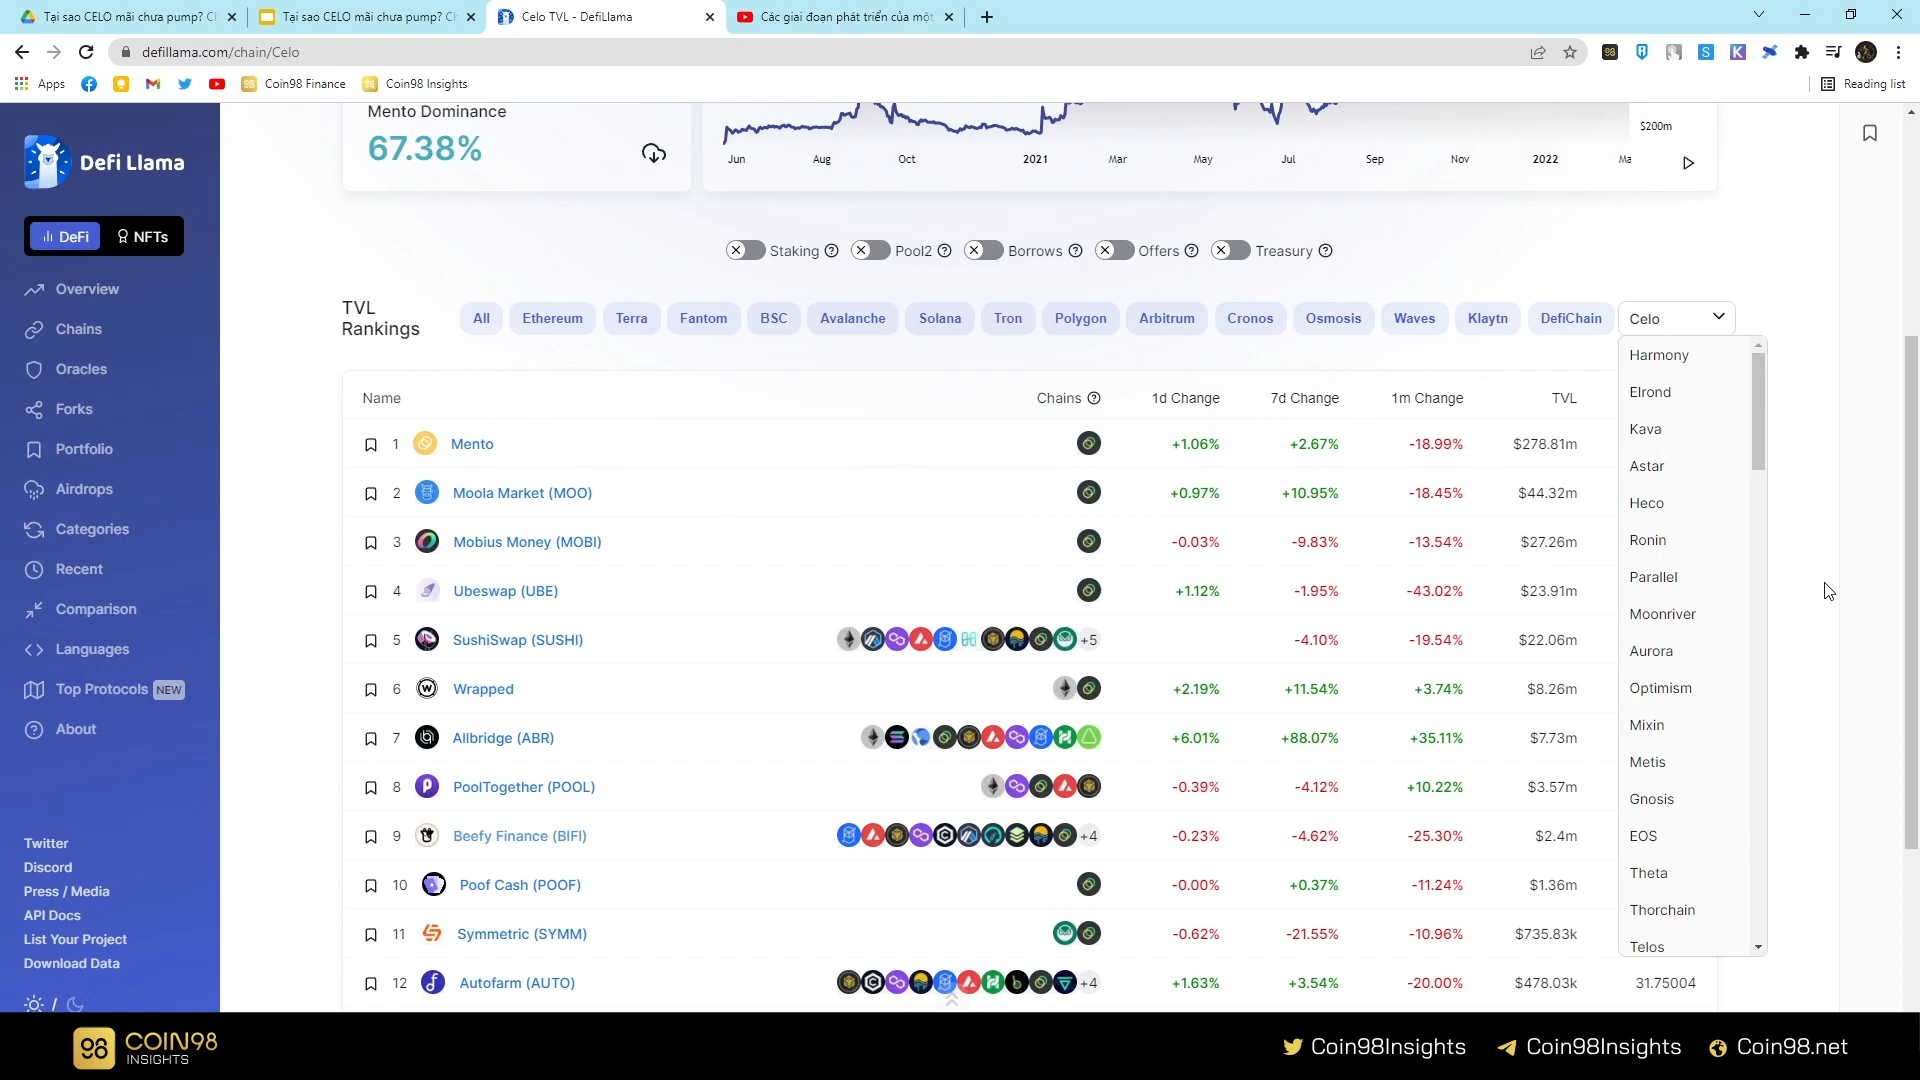 Tại sao CELO mãi chưa pump? Ch
Tại sao CELO mãi chưa pump? Ch
Celo TVL - DefiLlama
Các giai đoạn phát triển của một
defillama.com/chain/Celo
Apps
Coin98 Finance
Coin98 Insights
Reading list
Defi Llama
DeFi
NFTs
Overview
Chains
Oracles
Forks
Portfolio
Airdrops
Categories
Recent
Comparison
Languages
Top Protocols NEW
About
Twitter
Discord
Press / Media
API Docs
List Your Project
Download Data
/
Mento Dominance
67.38%
$200m
Jun Aug Oct 2021 Mar May Jul Sep Nov 2022 Ma
Staking Pool2 Borrows Offers Treasury
TVL
Rankings
All Ethereum Terra Fantom BSC Avalanche Solana Tron Polygon Arbitrum Cronos Osmosis Waves Klaytn DefiChain Celo
Name Chains 1d Change 7d Change 1m Change TVL
1 Mento +1.06% +2.67% -18.99% $278.81m
2 Moola Market (MOO) +0.97% +10.95% -18.45% $44.32m
3 Mobius Money (MOBI) -0.03% -9.83% -13.54% $27.26m
4 Ubeswap (UBE) +1.12% -1.95% -43.02% $23.91m
5 SushiSwap (SUSHI) +5 -4.10% -19.54% $22.06m
6 Wrapped +2.19% +11.54% +3.74% $8.26m
7 Allbridge (ABR) +6.01% +88.07% +35.11% $7.73m
8 PoolTogether (POOL) -0.39% -4.12% +10.22% $3.57m
9 Beefy Finance (BIFI) +4 -0.23% -4.62% -25.30% $2.4m
10 Poof Cash (POOF) -0.00% +0.37% -11.24% $1.36m
11 Symmetric (SYMM) -0.62% -21.55% -10.96% $735.83k
12 Autofarm (AUTO) +4 +1.63% +3.54% -20.00% $478.03k 31.75004
Harmony
Elrond
Kava
Astar
Heco
Ronin
Parallel
Moonriver
Aurora
Optimism
Mixin
Metis
Gnosis
EOS
Theta
Thorchain
Telos
98 COIN98
INSIGHTS
Coin98Insights
Coin98Insights
Coin98.net